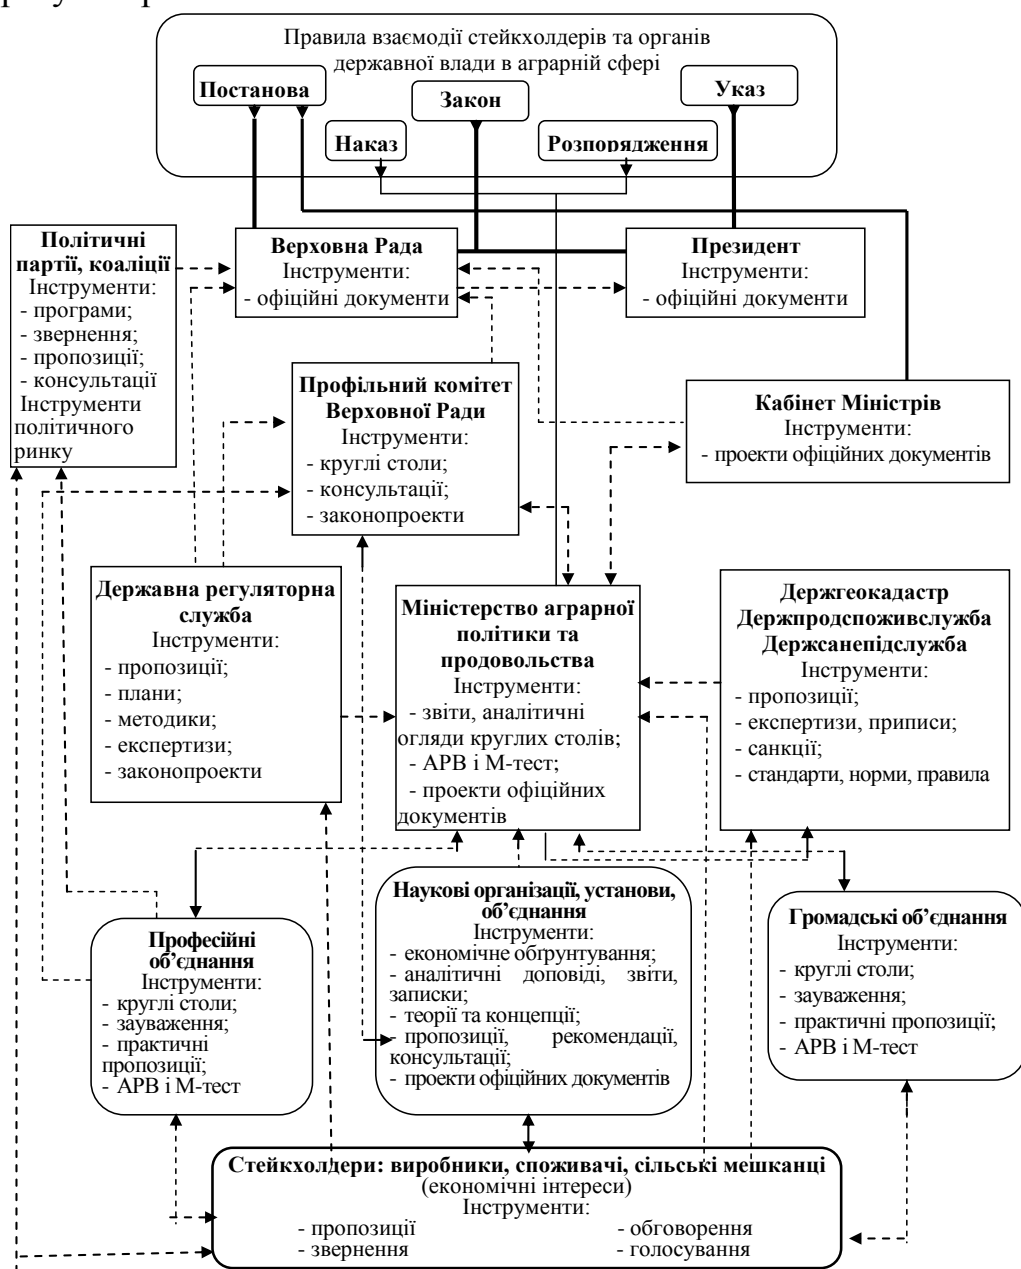 Правила взаємодії стейкхолдерів та органів
державної влади в аграрній сфері
Постанова
Закон
Указ
Наказ
Розпорядження
Політичні
партії, коаліції
Інструменти:
- програми;
- звернення;
- пропозиції;
- консультації
Інструменти
політичного
ринку
Верховна Рада
Інструменти:
- офіційні документи
Президент
Інструменти:
- офіційні документи
Профільний комітет
Верховної Ради
Інструменти:
- круглі столи;
- консультації;
- законопроекти
Кабінет Міністрів
Інструменти:
- проекти офіційних документів
Державна регуляторна
служба
Інструменти:
- пропозиції;
- плани;
- методики;
- експертизи;
- законопроекти
Міністерство аграрної
політики та
продовольства
Інструменти:
- звіти, аналітичні
огляди круглих столів;
- АРВ і М-тест;
- проекти офіційних
документів
Держгеокадастр
Держпродспоживслужба
Держсанепідслужба
Інструменти:
- пропозиції;
- експертизи, приписи;
- санкції;
- стандарти, норми, правила
Професійні
об’єднання
Інструменти:
- круглі столи;
- зауваження;
- практичні
пропозиції;
- АРВ і М-тест
Наукові організації, установи,
об’єднання
Інструменти:
- економічне обґрунтування;
- аналітичні доповіді, звіти,
записки;
- теорії та концепції;
- пропозиції, рекомендації,
консультації;
- проекти офіційних документів
Громадські об’єднання
Інструменти:
- круглі столи;
- зауваження;
- практичні пропозиції;
- АРВ і М-тест
Стейкхолдери: виробники, споживачі, сільські мешканці
(економічні інтереси)
Інструменти:
- пропозиції
- звернення
- обговорення
- голосування